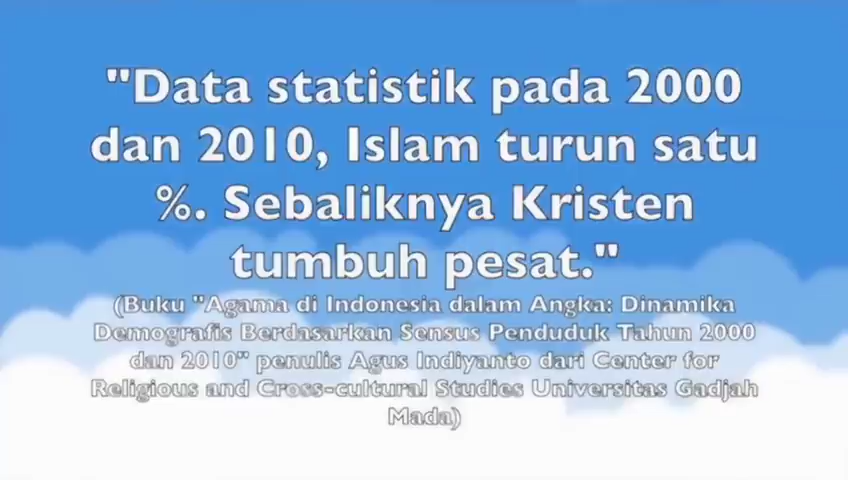 "Data statistik pada 2000
dan 2010, Islam turun satu
%. Sebaliknya Kristen
tumbuh pesat."
(Buku "Agama di Indonesia dalam Angka: Dinamika
Demografis Berdasarkan Sensus Penduduk Tahun 2000
dan 2010" penulis Agus Indiyanto dari Center for
Religious and Cross-cultural Studies Universitas Gadjah
Mada)